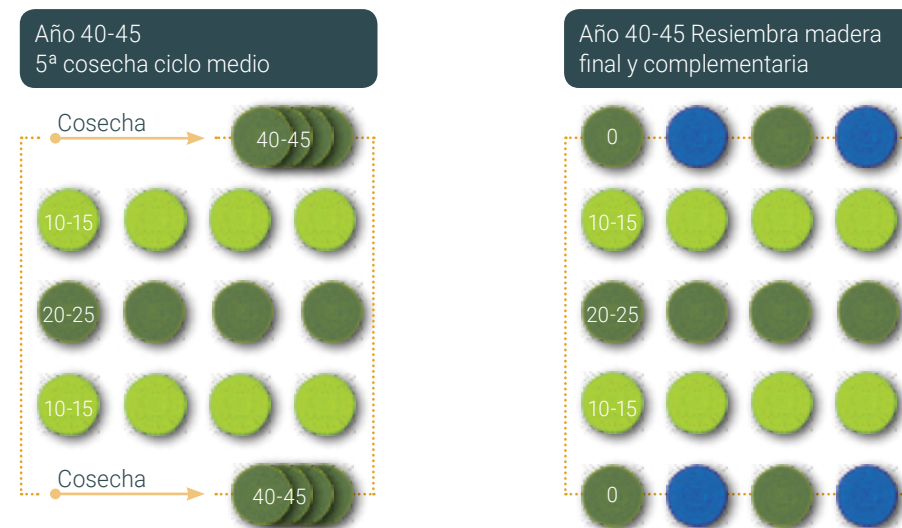 Año 40-45
5ª cosecha ciclo medio
Cosecha
40-45
10-15
20-25
10-15
Cosecha
40-45
Año 40-45 Resiembra madera
final y complementaria
0
10-15
20-25
10-15
0